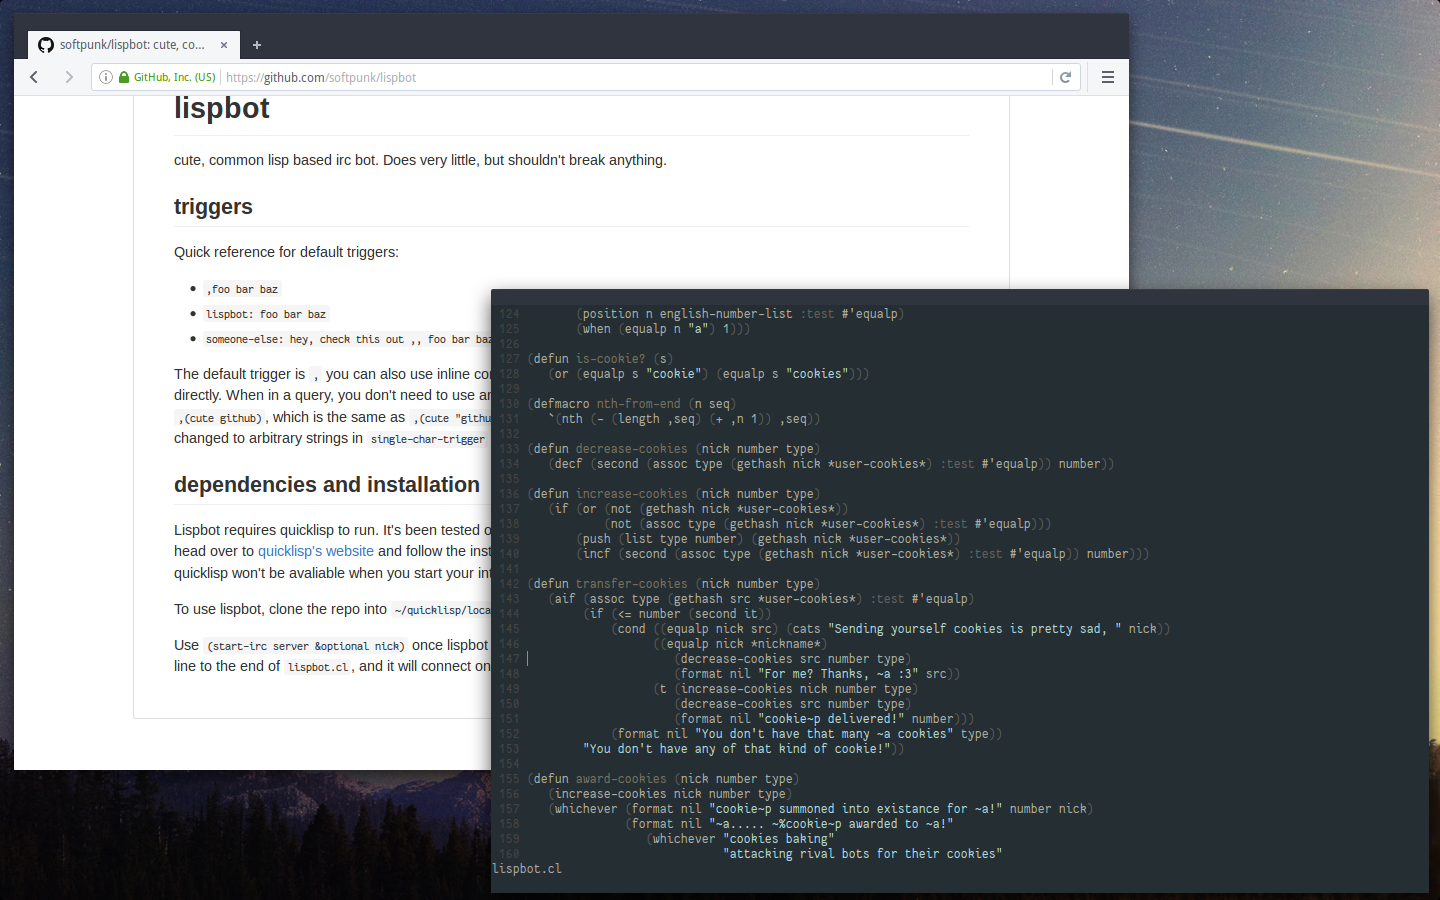 softpunk/lispbot: cute, co...
GitHub, Inc. (US)
https://github.com/softpunk/lispbot
lispbot
cute, common lisp based irc bot. Does very little, but shouldn't break anything.
triggers
Quick reference for default triggers:
,foo bar baz
lispbot: foo bar baz
someone-else: hey, check this out ,, foo bar baz
The default trigger is , you can also use inline
directly. When in a query, you don't need to use
,(cute github), which is the same as ,(cute "githu
changed to arbitrary strings in single-char-trigger
dependencies and installation
Lispbot requires quicklisp to run. It's been tested
head over to quicklisp's website and follow the
quicklisp won't be avaliable when you start your
To use lispbot, clone the repo into ~/quicklisp/loca
Use (start-irc server &optional nick) once lispbot
line to the end of lispbot.cl, and it will connect on
124 (position n english-number-list :test #'equalp)
125 (when (equalp n "a") 1)))
126
127 (defun is-cookie? (s)
128 (or (equalp s "cookie") (equalp s "cookies")))
129
130 (defmacro nth-from-end (n seq)
131 `(nth (- (length ,seq) (+ ,n 1)) ,seq))
132
133 (defun decrease-cookies (nick number type)
134 (decf (second (assoc type (gethash nick *user-cookies*) :test #'equalp)) number))
135
136 (defun increase-cookies (nick number type)
137 (if (or (not (gethash nick *user-cookies*))
138 (not (assoc type (gethash nick *user-cookies*) :test #'equalp)))
139 (push (list type number) (gethash nick *user-cookies*))
140 (incf (second (assoc type (gethash nick *user-cookies*) :test #'equalp)) number)))
141
142 (defun transfer-cookies (nick number type)
143 (aif (assoc type (gethash src *user-cookies*) :test #'equalp)
144 (if (<= number (second it))
145 (cond ((equalp nick src) (cats "Sending yourself cookies is pretty sad, " nick))
146 ((equalp nick *nickname*)
147 (decrease-cookies src number type)
148 (format nil "For me? Thanks, ~a :3" src))
149 (t (increase-cookies nick number type)
150 (decrease-cookies src number type)
151 (format nil "cookie~p delivered!" number)))
152 (format nil "You don't have that many ~a cookies" type))
153 "You don't have any of that kind of cookie!"))
154
155 (defun award-cookies (nick number type)
156 (increase-cookies nick number type)
157 (whichever (format nil "cookie~p summoned into existance for ~a!" number nick)
158 (format nil "~a..... ~%cookie~p awarded to ~a!"
159 (whichever "cookies baking"
160 "attacking rival bots for their cookies"
lispbot.cl